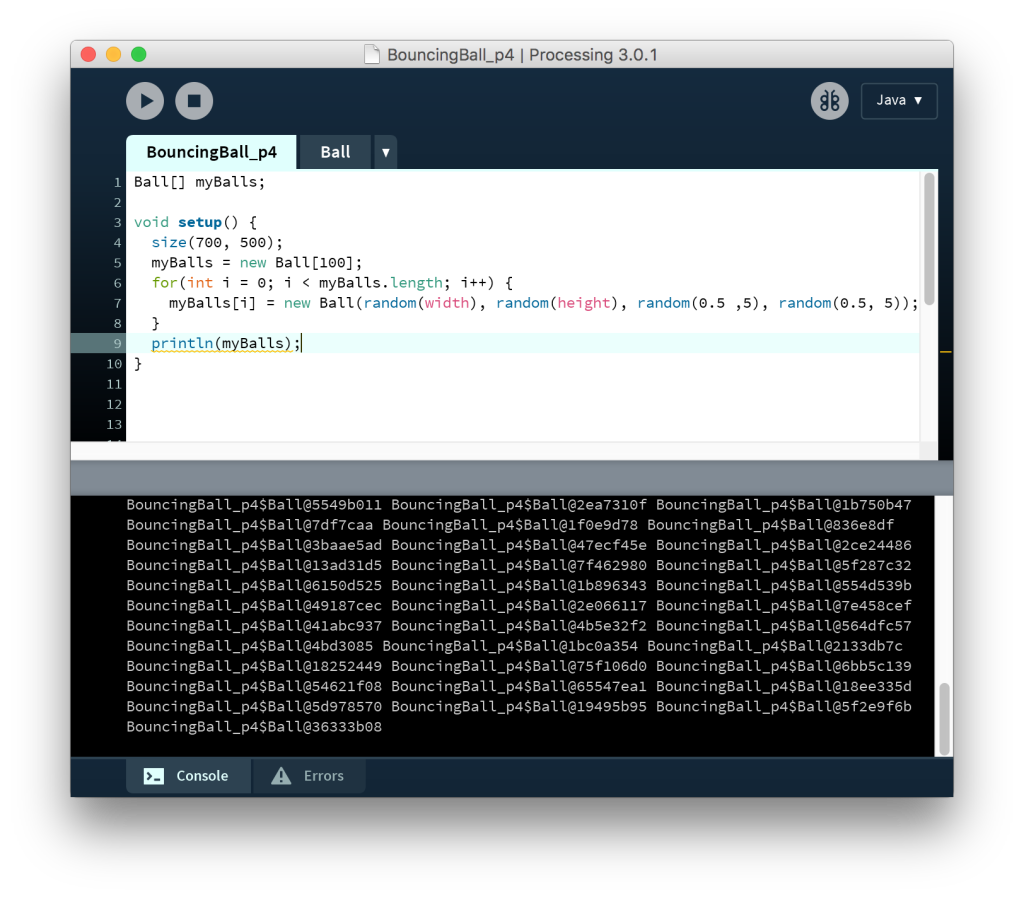 BouncingBall_p4 | Processing 3.0.1
Java ▼
BouncingBall_p4 Ball ▼
1 Ball[] myBalls;
2
3 void setup() {
4 size(700, 500);
5 myBalls = new Ball[100];
6 for(int i = 0; i < myBalls.length; i++) {
7 myBalls[i] = new Ball(random(width), random(height), random(0.5 ,5), random(0.5, 5));
8 }
9 println(myBalls);
10 }
11
12
13
BouncingBall_p4$Ball@5549b011 BouncingBall_p4$Ball@2ea7310f BouncingBall_p4$Ball@1b750b47
BouncingBall_p4$Ball@7df7caa BouncingBall_p4$Ball@1f0e9d78 BouncingBall_p4$Ball@836e8df
BouncingBall_p4$Ball@3baae5ad BouncingBall_p4$Ball@47ecf45e BouncingBall_p4$Ball@2ce24486
BouncingBall_p4$Ball@13ad31d5 BouncingBall_p4$Ball@7f462980 BouncingBall_p4$Ball@5f287c32
BouncingBall_p4$Ball@6150d525 BouncingBall_p4$Ball@1b896343 BouncingBall_p4$Ball@554d539b
BouncingBall_p4$Ball@49187cec BouncingBall_p4$Ball@2e066117 BouncingBall_p4$Ball@7e458cef
BouncingBall_p4$Ball@41abc937 BouncingBall_p4$Ball@4b5e32f2 BouncingBall_p4$Ball@564dfc57
BouncingBall_p4$Ball@4bd3085 BouncingBall_p4$Ball@1bc0a354 BouncingBall_p4$Ball@2133db7c
BouncingBall_p4$Ball@18252449 BouncingBall_p4$Ball@75f106d0 BouncingBall_p4$Ball@6bb5c139
BouncingBall_p4$Ball@54621f08 BouncingBall_p4$Ball@65547ea1 BouncingBall_p4$Ball@18ee335d
BouncingBall_p4$Ball@5d978570 BouncingBall_p4$Ball@19495b95 BouncingBall_p4$Ball@5f2e9f6b
BouncingBall_p4$Ball@36333b08
Console Errors